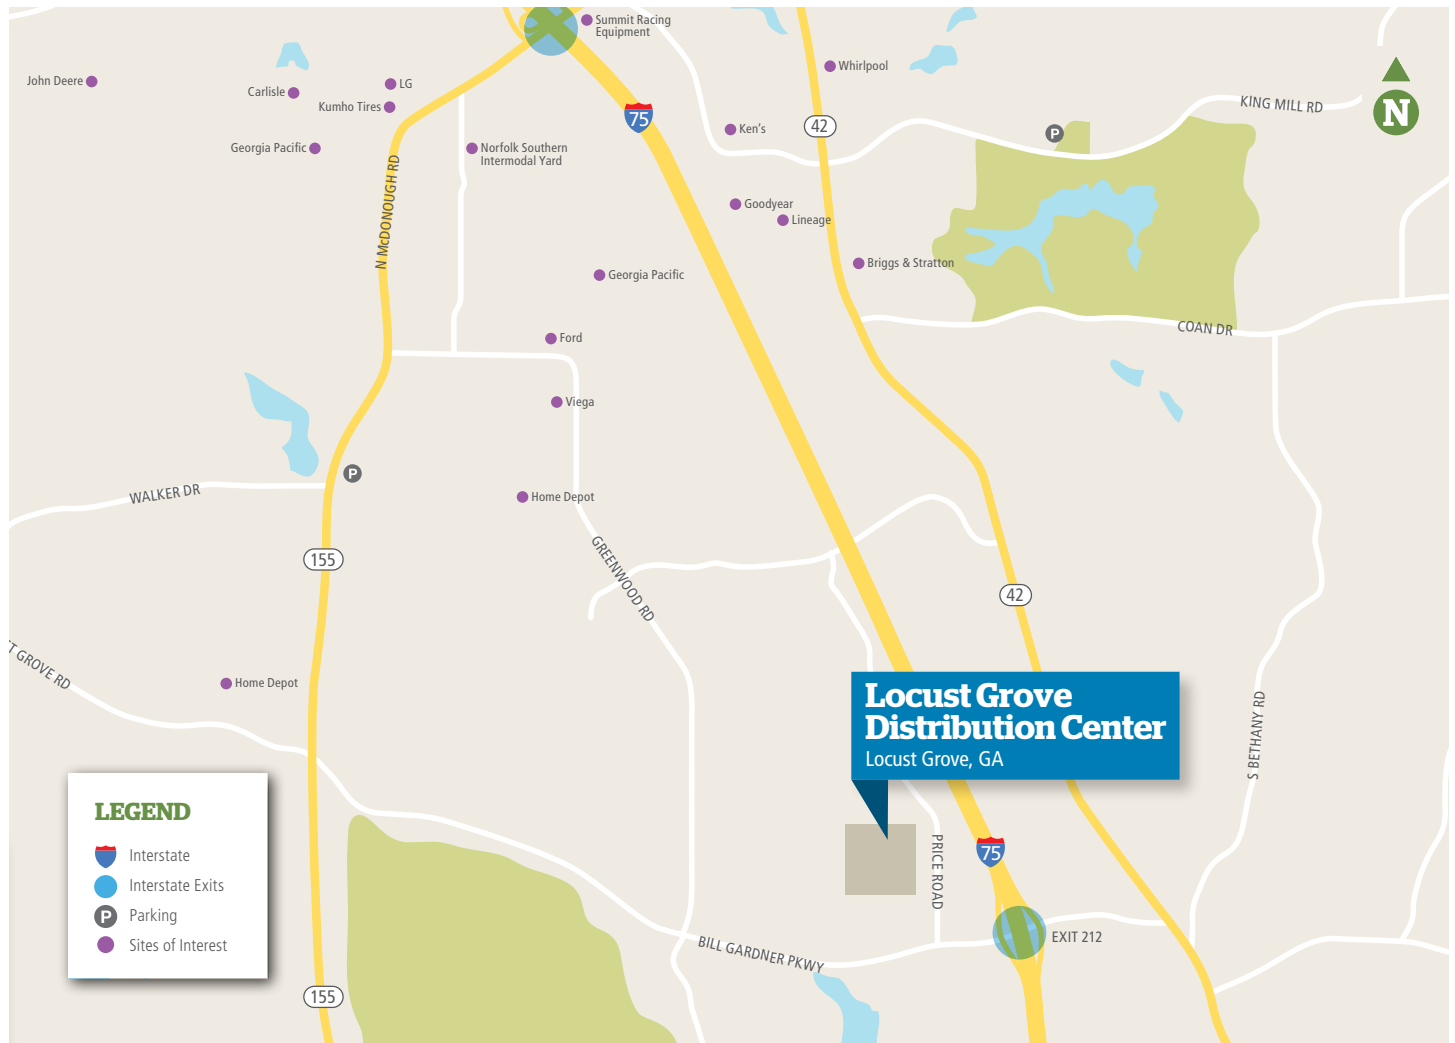 Summit Racing
Equipment
John Deere
LG
Carlisle
Kumho Tires
Whirlpool
KING MILL RD
N
75
Ken's
42
P
Georgia Pacific
Norfolk Southern
Intermodal Yard
N McDONOUGH RD
Goodyear
Lineage
Briggs & Stratton
Georgia Pacific
COAN DR
Ford
Viega
P
WALKER DR
Home Depot
155
GREENWOOD RD
42
T GROVE RD
Home Depot
Locust Grove
Distribution Center
Locust Grove, GA
S BETHANY RD
LEGEND
Interstate
Interstate Exits
P Parking
Sites of Interest
75
PRICE ROAD
EXIT 212
BILL GARDNER PKWY
155